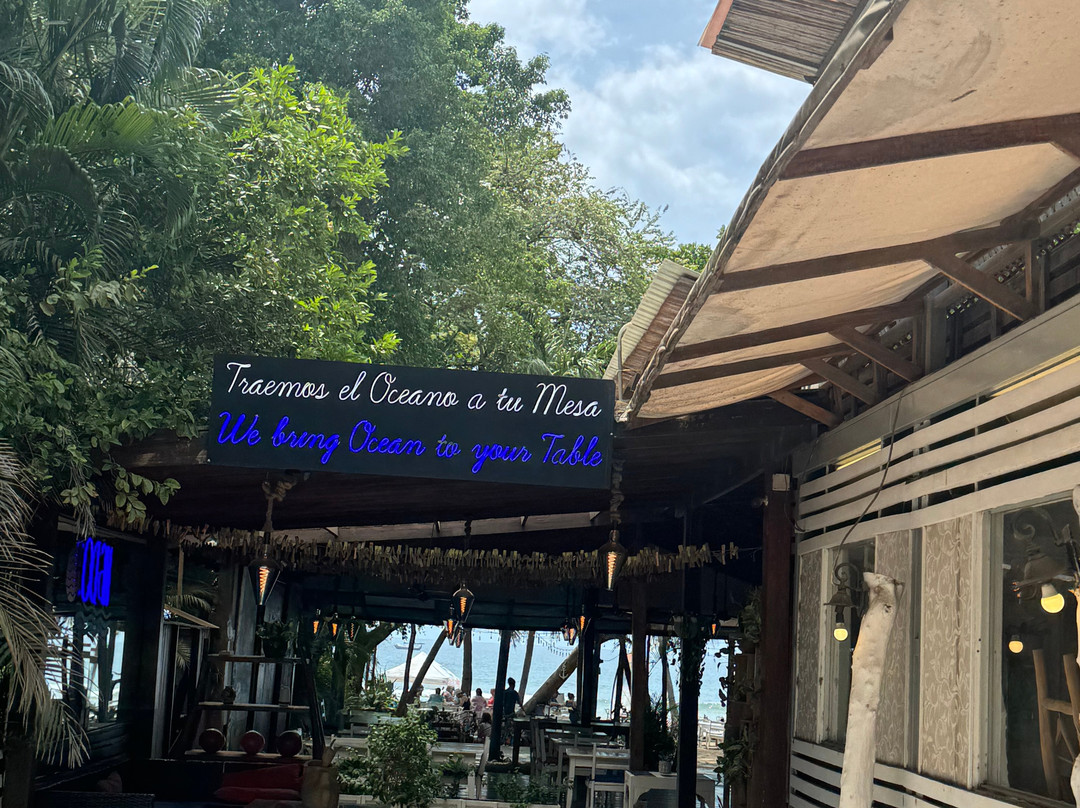 Traemos el Oceano a tu Mesa
We bring Ocean to your Table